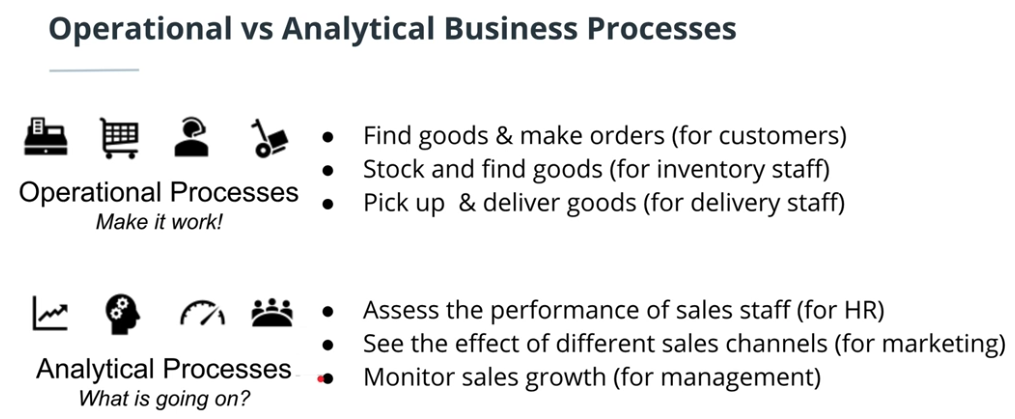 Operational vs Analytical Business Processes
Operational Processes
Make it work!
● Find goods & make orders (for customers)
● Stock and find goods (for inventory staff)
● Pick up & deliver goods (for delivery staff)
Analytical Processes
What is going on?
● Assess the performance of sales staff (for HR)
● See the effect of different sales channels (for marketing)
● Monitor sales growth (for management)